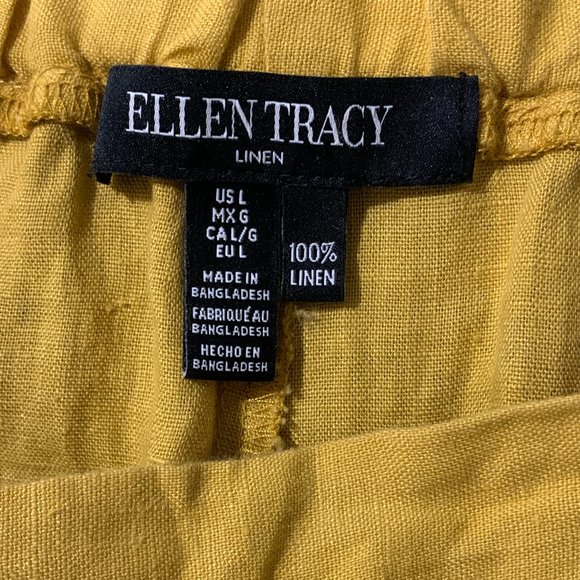 ELLEN TRACY
LINEN
US L
MX G
CA L/G
EU L
MADE IN
BANGLADESH
FABRIQUÉ AU
BANGLADESH
HECHO EN
BANGLADESH
100%
LINEN